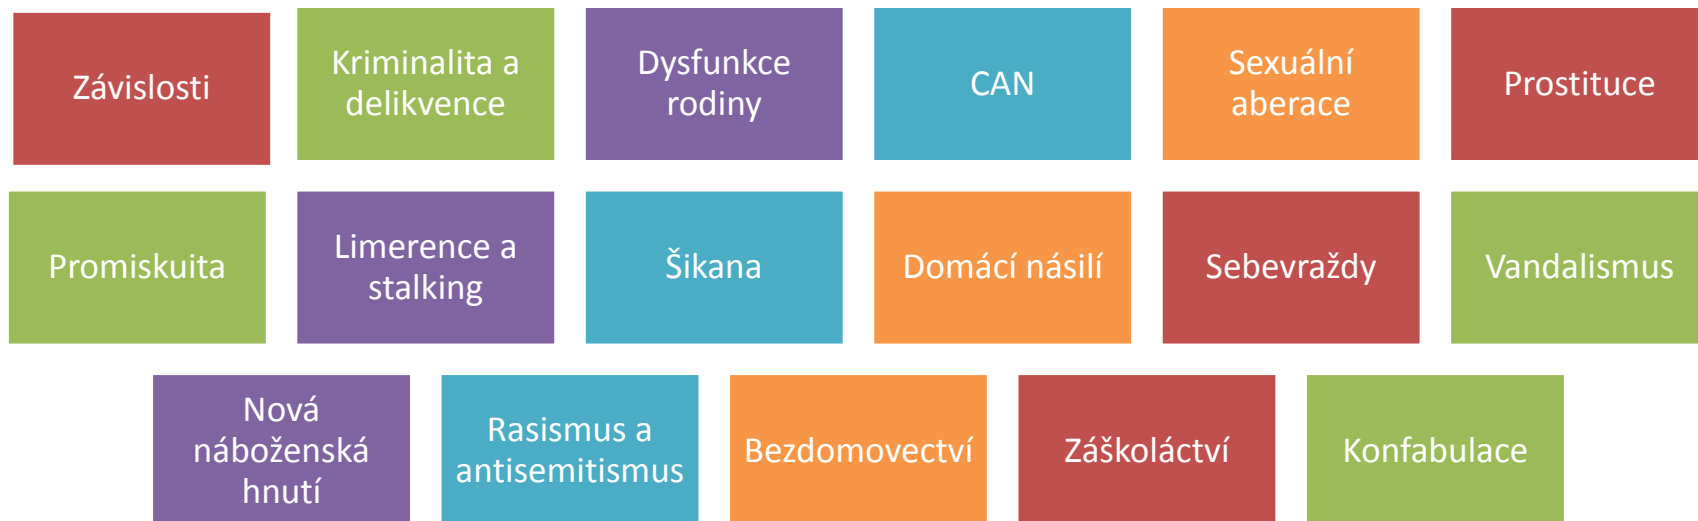 Závislosti
Kriminalita a
delikvence
Dysfunkce
rodiny
CAN
Sexuální
aberace
Prostituce
Promiskuita
Limerence a
stalking
Šikana
Domácí násilí
Sebevraždy
Vandalismus
Nová
náboženská
hnutí
Rasismus a
antisemitismus
Bezdomovectví
Záškoláctví
Konfabulace